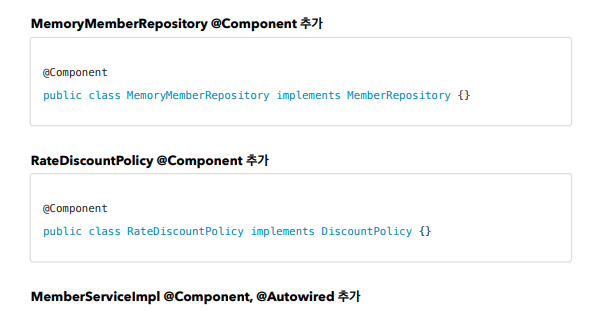 MemoryMemberRepository @Component 추가
@Component
public class MemoryMemberRepository implements MemberRepository {}
RateDiscountPolicy @Component 추가
@Component
public class RateDiscountPolicy implements DiscountPolicy {}
MemberServiceImpl @Component, @Autowired 추가